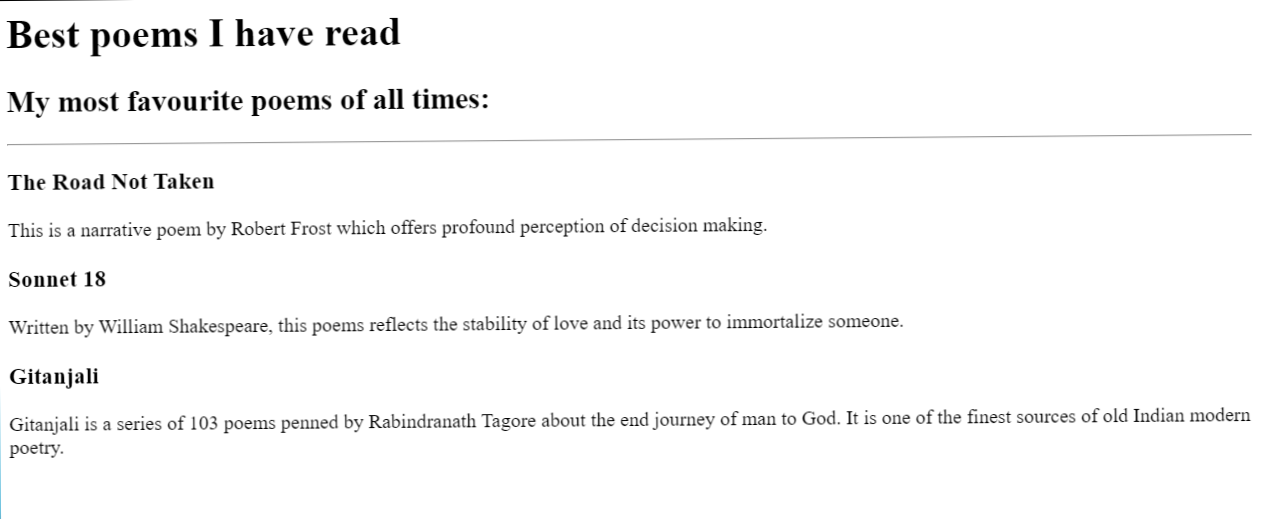 Best poems I have read
My most favourite poems of all times:
The Road Not Taken
This is a narrative poem by Robert Frost which offers profound perception of decision making.
Sonnet 18
Written by William Shakespeare, this poems reflects the stability of love and its power to immortalize someone.
Gitanjali
Gitanjali is a series of 103 poems penned by Rabindranath Tagore about the end journey of man to God. It is one of the finest sources of old Indian modern
poetry.